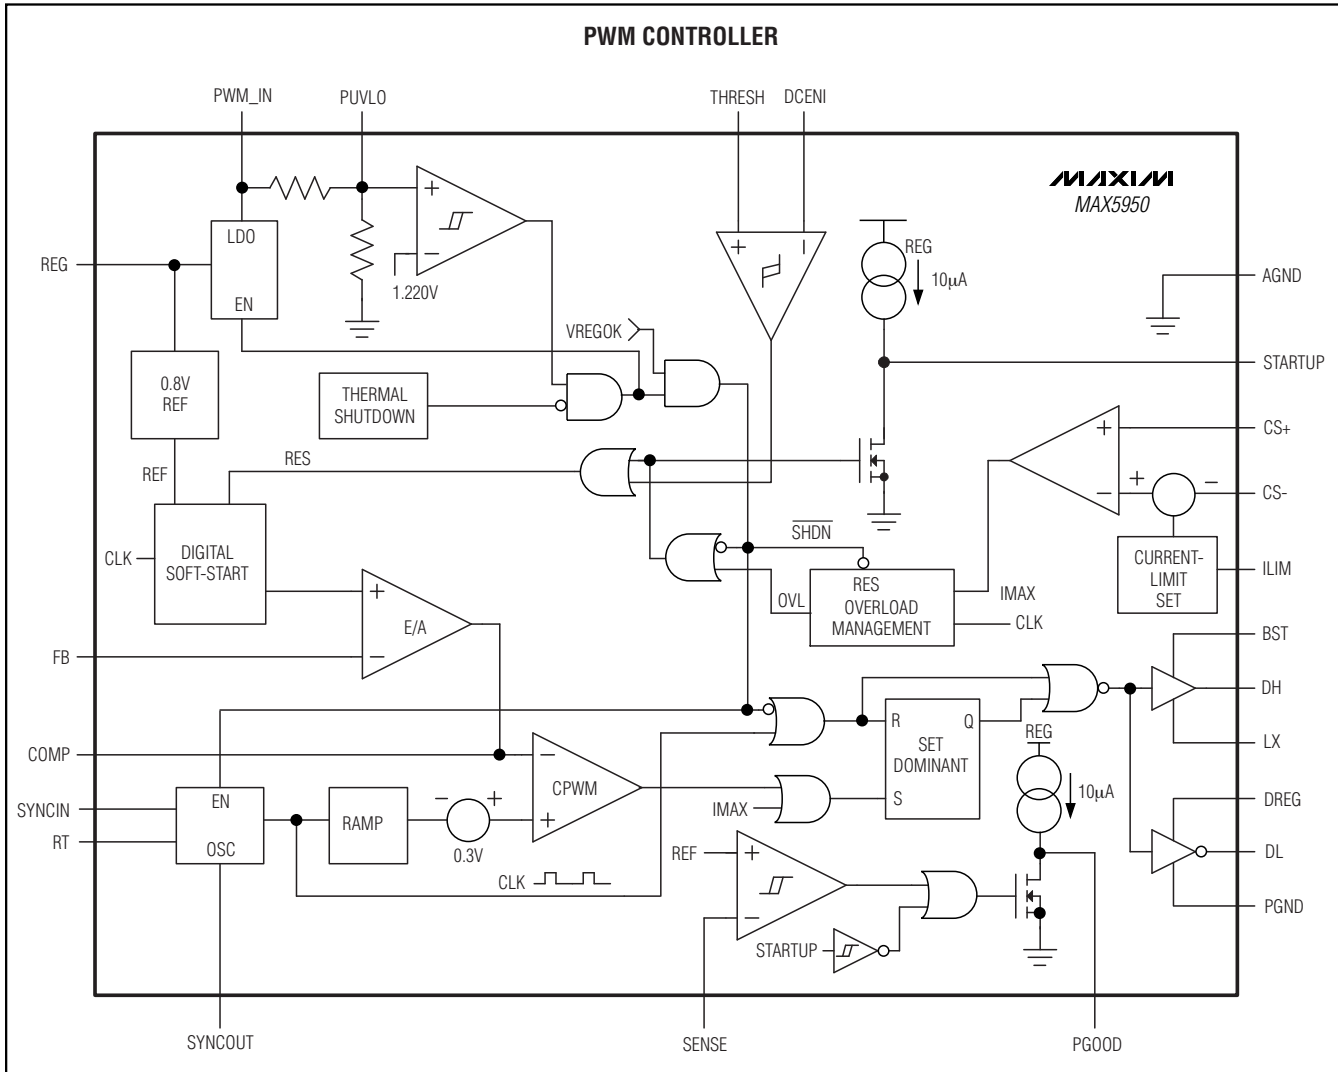 PWM CONTROLLER
PWM_IN
PUVLO
THRESH
DCENI
MAXIM
MAX5950
+
−
1.220V
LDO
EN
REG
+
−
REG
10µA
AGND
VREGOK
STARTUP
0.8V
REF
THERMAL
SHUTDOWN
CS+
+
−
+
−
CS-
REF
RES
SHDN
CLK
DIGITAL
SOFT-START
CURRENT-
LIMIT
SET
ILIM
OVL
RES
OVERLOAD
MANAGEMENT
IMAX
CLK
+
−
E/A
FB
BST
DH
LX
COMP
R
Q
S
SET
DOMINANT
REG
10µA
−
+
CPWM
IMAX
SYNCIN
RT
EN
OSC
RAMP
−
+
0.3V
CLK
DREG
DL
PGND
REF
+
−
STARTUP
SYNCOUT
SENSE
PGOOD